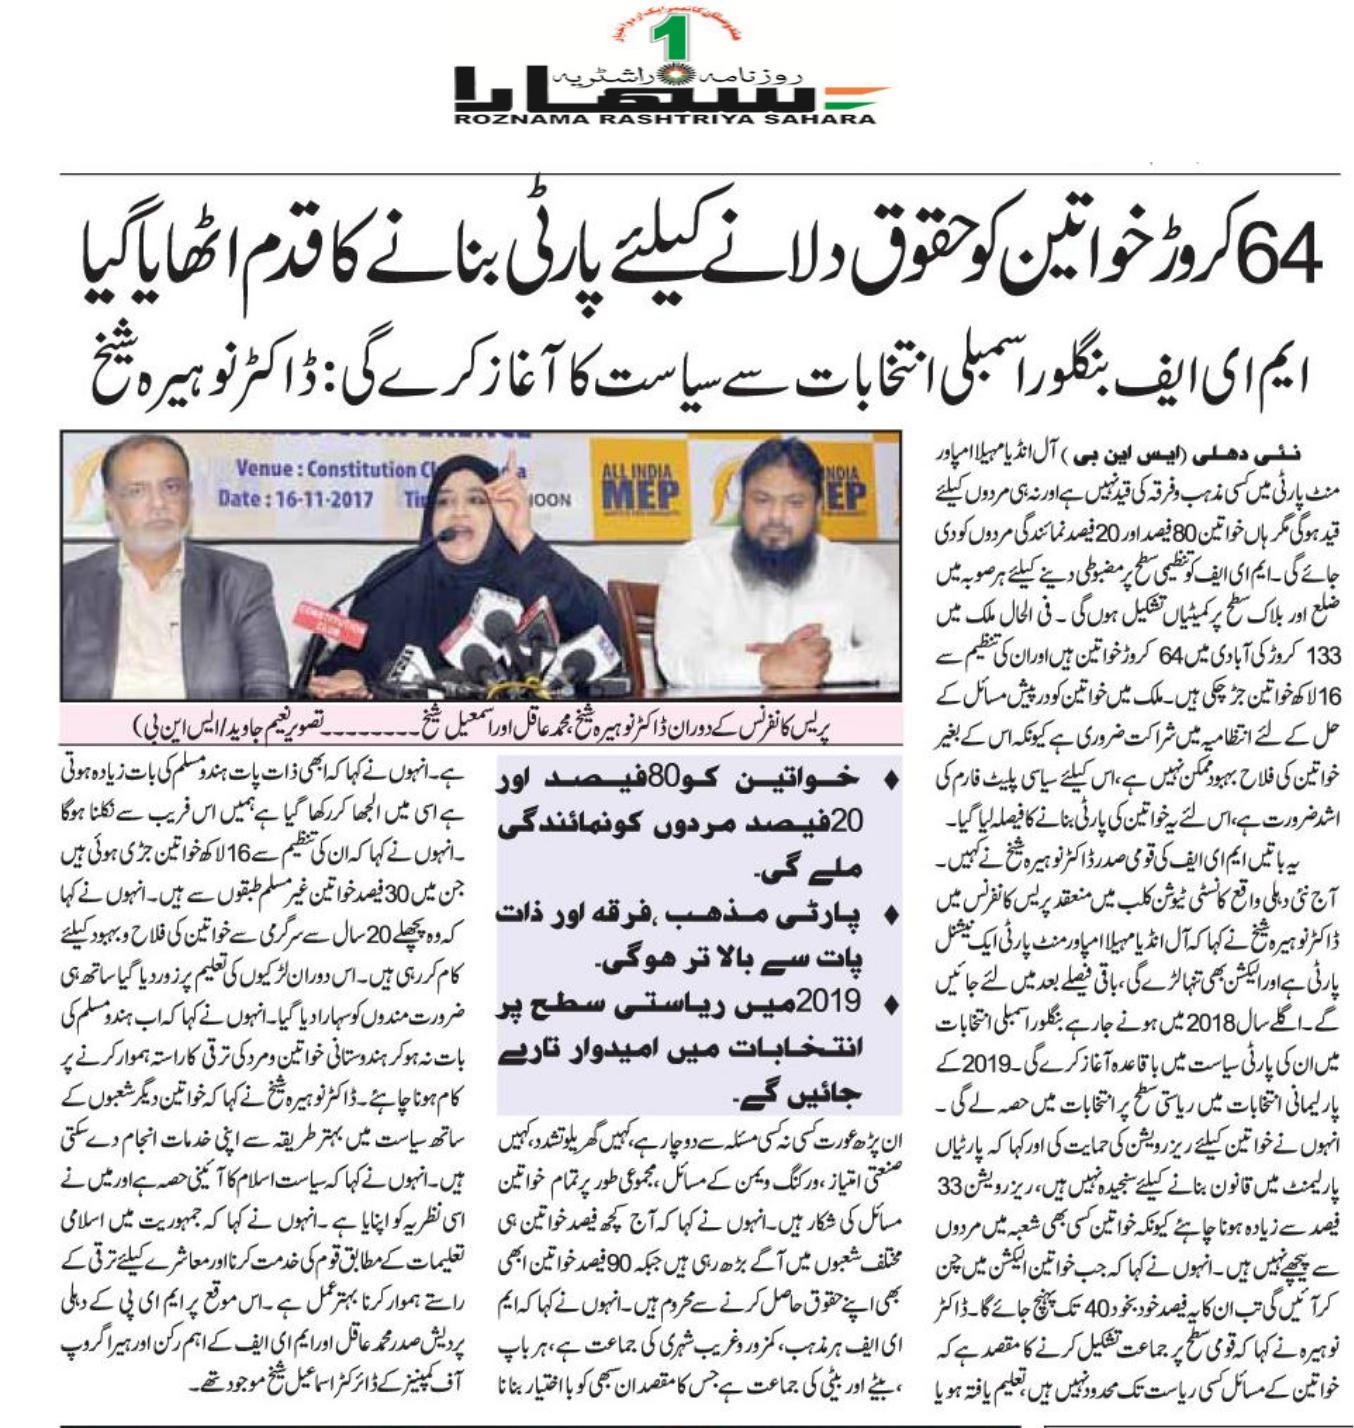 ہندوستان کا نمبر ایک اردو اخبار
1
روزنامہ راشٹریہ
سہارا
ROZNAMA RASHTRIYA SAHARA
64 کروڑ خواتین کو حقوق دلانے کیلئے پارٹی بنانے کا قدم اٹھایا گیا
ایم ای ایف بنگلور اسمبلی انتخابات سے سیاست کا آغاز کرے گی: ڈاکٹر نوہیرہ شیخ
Venue : Constitution Cl
Date : 16-11-2017
NOON
ALL INDIA
MEP
INDIA
EP
CONSTITUTION
CLUB
پریس کانفرنس کے دوران ڈاکٹر نوہیرہ شیخ، محمد عاقل اور اسمعیل شیخ۔۔۔۔۔۔۔۔تصویر نعیم جاوید/ایس این بی)
نئی دھلی (ایس این بی) آل انڈیا مہیلا امپاور
منٹ پارٹی میں کسی مذہب و فرقہ کی قید نہیں ہے اور نہ ہی مردوں کیلئے
قید ہوگی مگر ہاں خواتین 80 فیصد اور 20 فیصد نمائندگی مردوں کو دی
جائے گی۔ ایم ای ایف کو تنظیمی سطح پر مضبوطی دینے کیلئے ہر صوبہ میں
ضلع اور بلاک سطح پر کمیٹیاں تشکیل ہوں گی ۔ فی الحال ملک میں
133 کروڑ کی آبادی میں 64 کروڑ خواتین ہیں اور ان کی تنظیم سے
16 لاکھ خواتین جڑ چکی ہیں۔ ملک میں خواتین کو درپیش مسائل کے
حل کے لئے انتظامیہ میں شراکت ضروری ہے کیونکہ اس کے بغیر
خواتین کی فلاح بہبود ممکن نہیں ہے، اس کیلئے سیاسی پلیٹ فارم کی
اشد ضرورت ہے، اس لئے یہ خواتین کی پارٹی بنانے کا فیصلہ لیا گیا۔
یہ باتیں ایم ای ایف کی قومی صدر ڈاکٹر نوہیرہ شیخ نے کہیں۔
آج نئی دہلی واقع کانسٹی ٹیوشن کلب میں منعقد پریس کانفرنس میں
ڈاکٹر نوہیرہ شیخ نے کہا کہ آل انڈیا مہیلا امپاورمنٹ پارٹی ایک نیشنل
پارٹی ہے اور الیکشن بھی تنہا لڑے گی، باقی فیصلے بعد میں لئے جائیں
گے۔ اگلے سال 2018 میں ہونے جا رہے بنگلور اسمبلی انتخابات
میں ان کی پارٹی سیاست میں باقاعدہ آغاز کرے گی۔ 2019 کے
پارلیمانی انتخابات میں ریاستی سطح پر انتخابات میں حصہ لے گی ۔
انہوں نے خواتین کیلئے ریزرویشن کی حمایت کی اور کہا کہ پارٹیاں
پارلیمنٹ میں قانون بنانے کیلئے سنجیدہ نہیں ہیں، ریزرویشن 33
فیصد سے زیادہ ہونا چاہئے کیونکہ خواتین کسی بھی شعبہ میں مردوں
سے پیچھے نہیں ہیں۔ انہوں نے کہا کہ جب خواتین الیکشن میں چن
کر آئیں گی تب ان کا یہ فیصد خود بخود 40 تک پہنچ جائے گا۔ ڈاکٹر
نوہیرہ نے کہا کہ قومی سطح پر جماعت تشکیل کرنے کا مقصد ہے کہ
خواتین کے مسائل کسی ریاست تک محدود نہیں ہیں، تعلیم یافتہ ہو یا
♦ خواتین کو 80 فیصد اور
20 فیصد مردوں کو نمائندگی
ملے گی۔
♦ پارٹی مذهب ،فرقہ اور ذات
پات سے بالا تر هوگی۔
♦ 2019 میں ریاستی سطح پر
انتخابات میں امیدوار تارے
جائیں گے۔
ان پڑھ عورت کسی نہ کسی مسئلہ سے دوچار ہے، کہیں گھریلو تشدد، کہیں
صنعتی امتیاز ، ورکنگ ویمن کے مسائل، مجموعی طور پر تمام خواتین
مسائل کی شکار ہیں۔ انہوں نے کہا کہ آج کچھ فیصد خواتین ہی
مختلف شعبوں میں آگے بڑھ رہی ہیں جبکہ 90 فیصد خواتین ابھی
بھی اپنے حقوق حاصل کرنے سے محروم ہیں۔ انہوں نے کہا کہ ایم
ای ایف ہر مذہب، کمزور و غریب شہری کی جماعت ہے، ہر باپ
، بیٹے اور بیٹی کی جماعت ہے جس کا مقصد ان سبھی کو با اختیار بنانا
ہے۔ انہوں نے کہا کہ ابھی ذات پات ہندو مسلم کی بات زیادہ ہوتی
ہے اسی میں الجھا کر رکھا گیا ہے ہمیں اس فریب سے نکلنا ہوگا
۔ انہوں نے کہا کہ ان کی تنظیم سے 16 لاکھ خواتین جڑی ہوئی ہیں
جن میں 30 فیصد خواتین غیر مسلم طبقوں سے ہیں۔ انہوں نے کہا
کہ وہ پچھلے 20 سال سے سرگرمی سے خواتین کی فلاح و بہبود کیلئے
کام کر رہی ہیں۔ اس دوران لڑکیوں کی تعلیم پر زور دیا گیا ساتھ ہی
ضرورت مندوں کو سہارا دیا گیا۔ انہوں نے کہا کہ اب ہندو مسلم کی
بات نہ ہو کر ہندوستانی خواتین و مرد کی ترقی کا راستہ ہموار کرنے پر
کام ہونا چاہئے۔ ڈاکٹر نوہیرہ شیخ نے کہا کہ خواتین دیگر شعبوں کے
ساتھ سیاست میں بہتر طریقہ سے اپنی خدمات انجام دے سکتی
ہیں۔ انہوں نے کہا کہ سیاست اسلام کا آئینی حصہ ہے اور میں نے
اسی نظریہ کو اپنایا ہے ۔ انہوں نے کہا کہ جمہوریت میں اسلامی
تعلیمات کے مطابق قوم کی خدمت کرنا اور معاشرے کیلئے ترقی کے
راستے ہموار کرنا بہتر عمل ہے ۔ اس موقع پر ایم ای پی کے دہلی
پردیش صدر محمد عاقل اور ایم ای ایف کے اہم رکن اور ہیرا گروپ
آف کمپنیز کے ڈائرکٹر اسماعیل شیخ موجود تھے۔